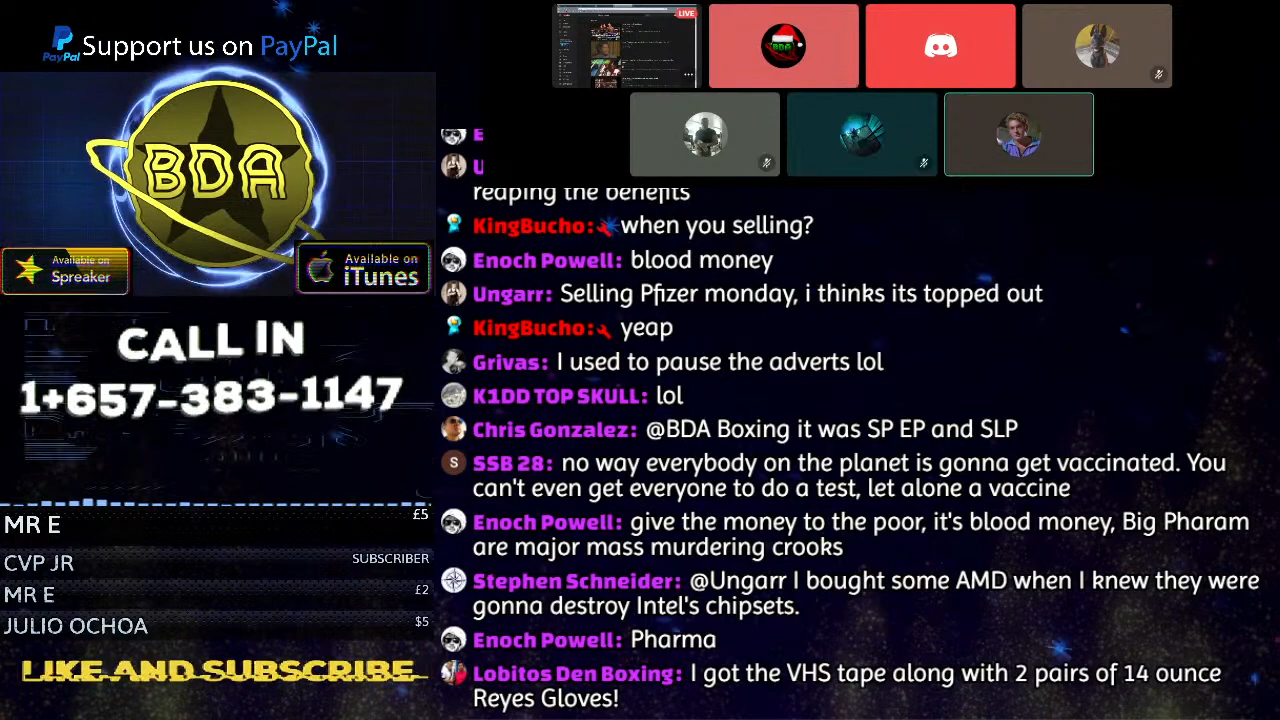 PayPal
Support us on PayPal
LIVE
BDA
BDA
Available on
Spreaker
Available on
iTunes
CALL IN
1+657-383-1147
MR E £5
CVP JR SUBSCRIBER
MR E £2
JULIO OCHOA $5
LIKE AND SUBSCRIBE
E
U
reaping the benefits
KingBucho: when you selling?
Enoch Powell: blood money
Ungarr: Selling Pfizer monday, i thinks its topped out
KingBucho: yeap
Grivas: I used to pause the adverts lol
K1DD TOP SKULL: lol
Chris Gonzalez: @BDA Boxing it was SP EP and SLP
S SSB 28: no way everybody on the planet is gonna get vaccinated. You
can't even get everyone to do a test, let alone a vaccine
Enoch Powell: give the money to the poor, it's blood money, Big Pharam
are major mass murdering crooks
Stephen Schneider: @Ungarr I bought some AMD when I knew they were
gonna destroy Intel's chipsets.
Enoch Powell: Pharma
Lobitos Den Boxing: I got the VHS tape along with 2 pairs of 14 ounce
Reyes Gloves!